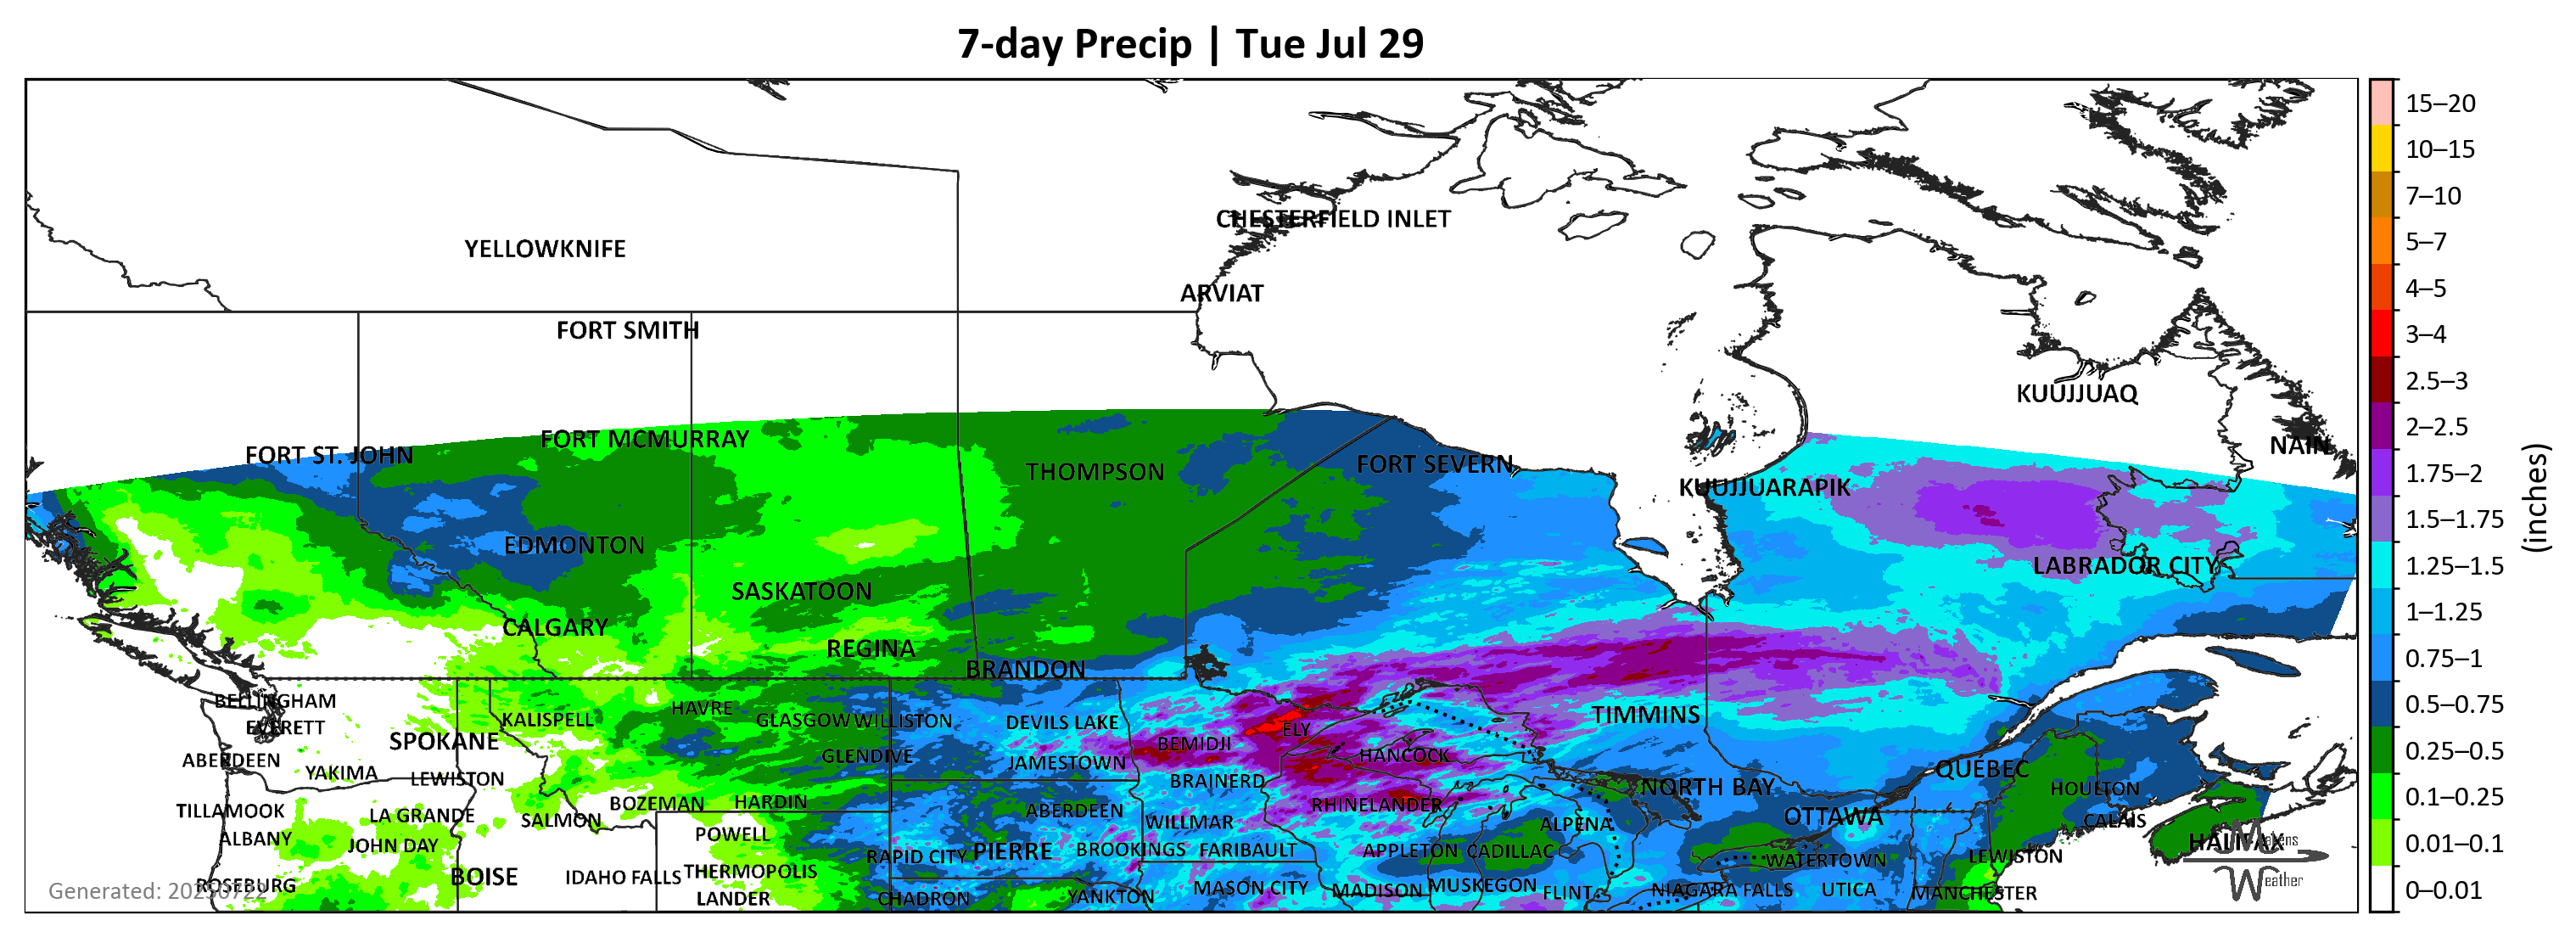 7-day Precip | Tue Jul 29
CHESTERFIELD INLET
YELLOWKNIFE
ARVIAT
FORT SMITH
KUUJJUAQ
FORT MCMURRAY
NAIN
FORT ST. JOHN
FORT SEVERN
THOMPSON
KUUJJUARAPIK
EDMONTON
LABRADOR CITY
SASKATOON
CALGARY
REGINA
BRANDON
BELLINGHAM
HAVRE
KALISPELL
GLASGOW
WILLISTON
DEVILS LAKE
TIMMINS
EVERETT
ELY
SPOKANE
BEMIDJI
GLENDIVE
HANCOCK
ABERDEEN
JAMESTOWN
QUÉBEC
YAKIMA
LEWISTON
BRAINERD
NORTH BAY
HOULTON
BOZEMAN
HARDIN
RHINELANDER
TILLAMOOK
LA GRANDE
SALMON
ABERDEEN
WILLMAR
ALPENA
OTTAWA
CALAIS
ALBANY
JOHN DAY
POWELL
HALIFAX
RAPID CITY
PIERRE
BROOKINGS
FARIBAULT
APPLETON
CADILLAC
WATERTOWN
LEWISTON
BOISE
IDAHO FALLS
THERMOPOLIS
ROSEBURG
MASON CITY
MADISON
MUSKEGON
FLINT
NIAGARA FALLS
UTICA
MANCHESTER
LANDER
CHADRON
YANKTON
Generated: 20250722
Weather
15–20
10–15
7–10
5–7
4–5
3–4
2.5–3
2–2.5
1.75–2
1.5–1.75
1.25–1.5
1–1.25
0.75–1
0.5–0.75
0.25–0.5
0.1–0.25
0.01–0.1
0–0.01
(inches)